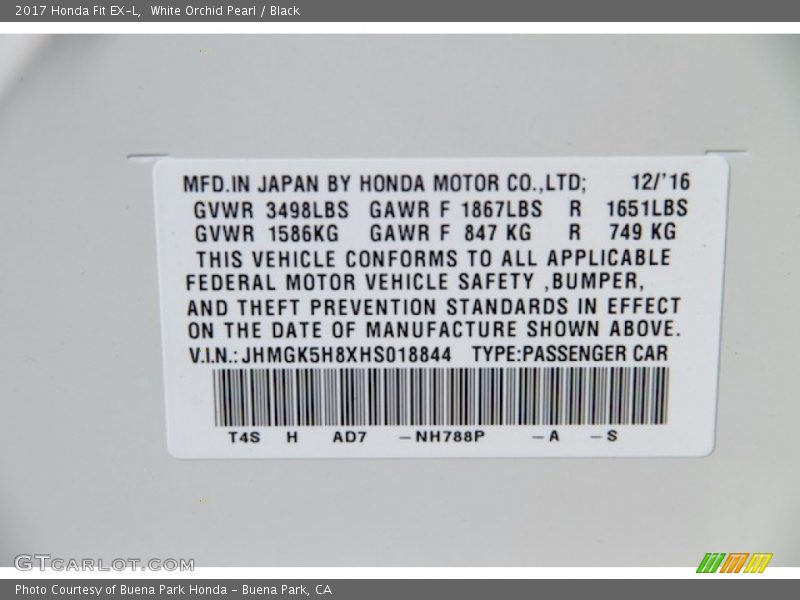 2017 Honda Fit EX-L, White Orchid Pearl / Black
MFD.IN JAPAN BY HONDA MOTOR CO.,LTD; 12/'16
GVWR 3498LBS GAWR F 1867LBS R 1651LBS
GVWR 1586KG GAWR F 847 KG R 749 KG
THIS VEHICLE CONFORMS TO ALL APPLICABLE
FEDERAL MOTOR VEHICLE SAFETY ,BUMPER,
AND THEFT PREVENTION STANDARDS IN EFFECT
ON THE DATE OF MANUFACTURE SHOWN ABOVE.
V.I.N.: JHMGK5H8XHS018844 TYPE:PASSENGER CAR
T4S H AD7 -NH788P -A -S
GTCARLOT.COM
Photo Courtesy of Buena Park Honda - Buena Park, CA